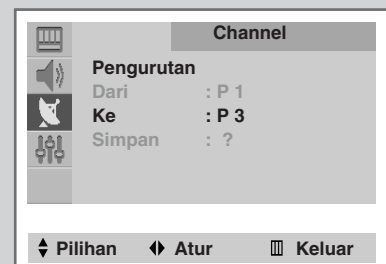 Channel
Pengurutan
Dari : P 1
Ke : P 3
Simpan : ?
Pilihan Atur Keluar